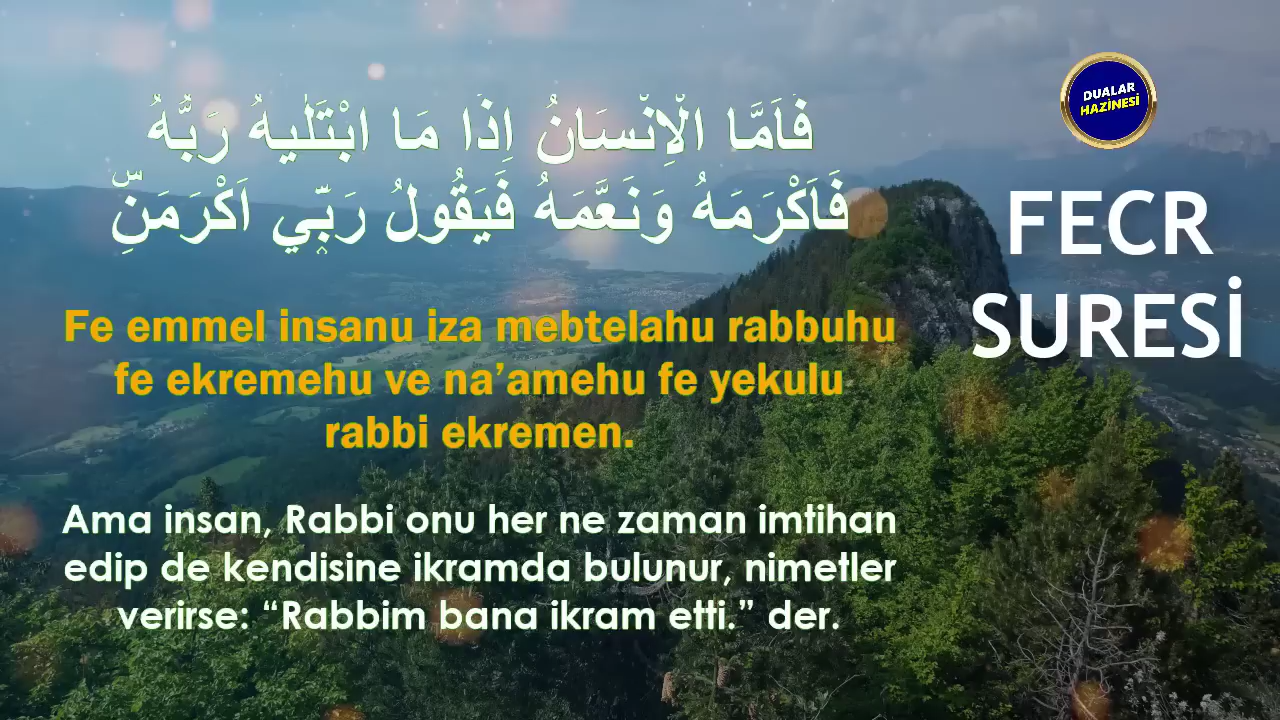 فَاَمَّا الْاِنْسَانُ اِذَا مَا ابْتَلٰيهُ رَبُّهُ
فَاَكْرَمَهُ وَنَعَّمَهُ فَيَقُولُ رَبّ۪ي اَكْرَمَنِّ
Fe emmel insanu iza mebtelahu rabbuhu
fe ekremehu ve na’amehu fe yekulu
rabbi ekremen.
Ama insan, Rabbi onu her ne zaman imtihan
edip de kendisine ikramda bulunur, nimetler
verirse: “Rabbim bana ikram etti.” der.
DUALAR
HAZİNESİ
FECR
SURESİ